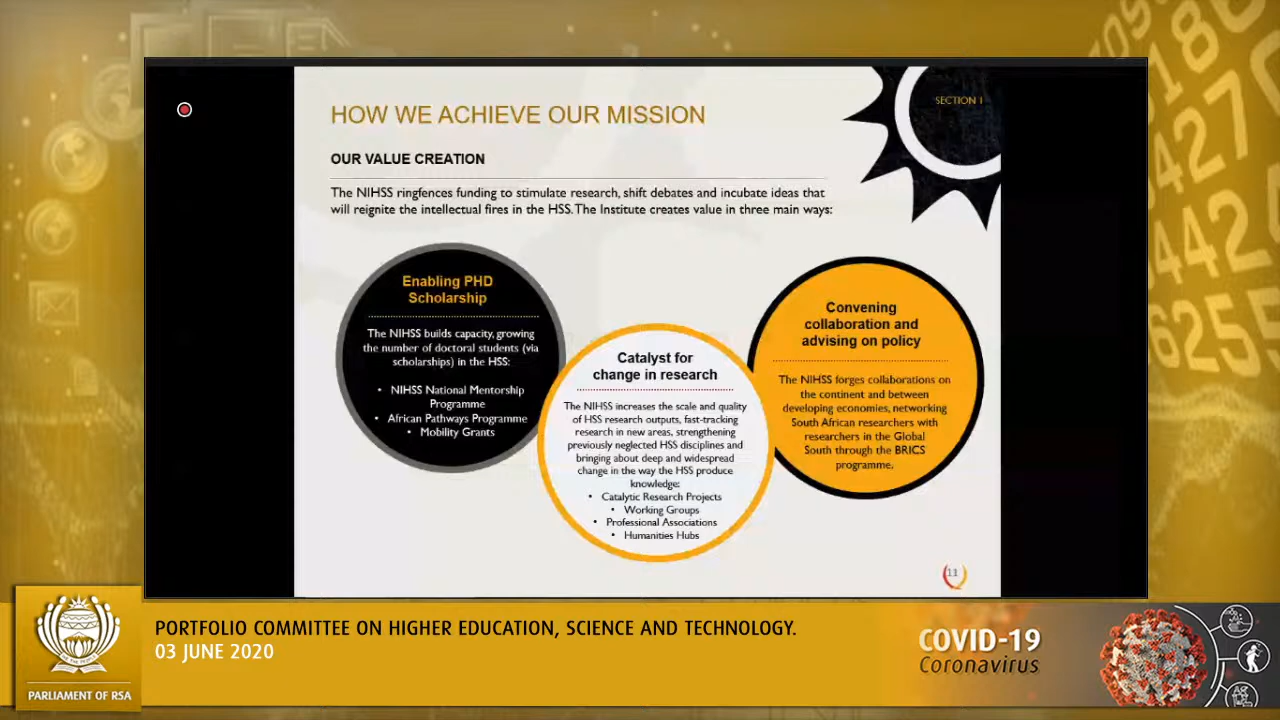 SECTION 1
HOW WE ACHIEVE OUR MISSION
OUR VALUE CREATION
The NIHSS ringfences funding to stimulate research, shift debates and incubate ideas that
will reignite the intellectual fires in the HSS. The Institute creates value in three main ways:
Enabling PHD
Scholarship
The NIHSS builds capacity, growing
the number of doctoral students (via
scholarships) in the HSS:
• NIHSS National Mentorship
Programme
• African Pathways Programme
• Mobility Grants
Catalyst for
change in research
The NIHSS increases the scale and quality
of HSS research outputs, fast-tracking
research in new areas, strengthening
previously neglected HSS disciplines and
bringing about deep and widespread
change in the way the HSS produce
knowledge:
• Catalytic Research Projects
• Working Groups
• Professional Associations
• Humanities Hubs
Convening
collaboration and
advising on policy
The NIHSS forges collaborations on
the continent and between
developing economies, networking
South African researchers with
researchers in the Global
South through the BRICS
programme.
11
PORTFOLIO COMMITTEE ON HIGHER EDUCATION, SCIENCE AND TECHNOLOGY.
03 JUNE 2020
PARLIAMENT OF RSA
COVID-19
Coronavirus